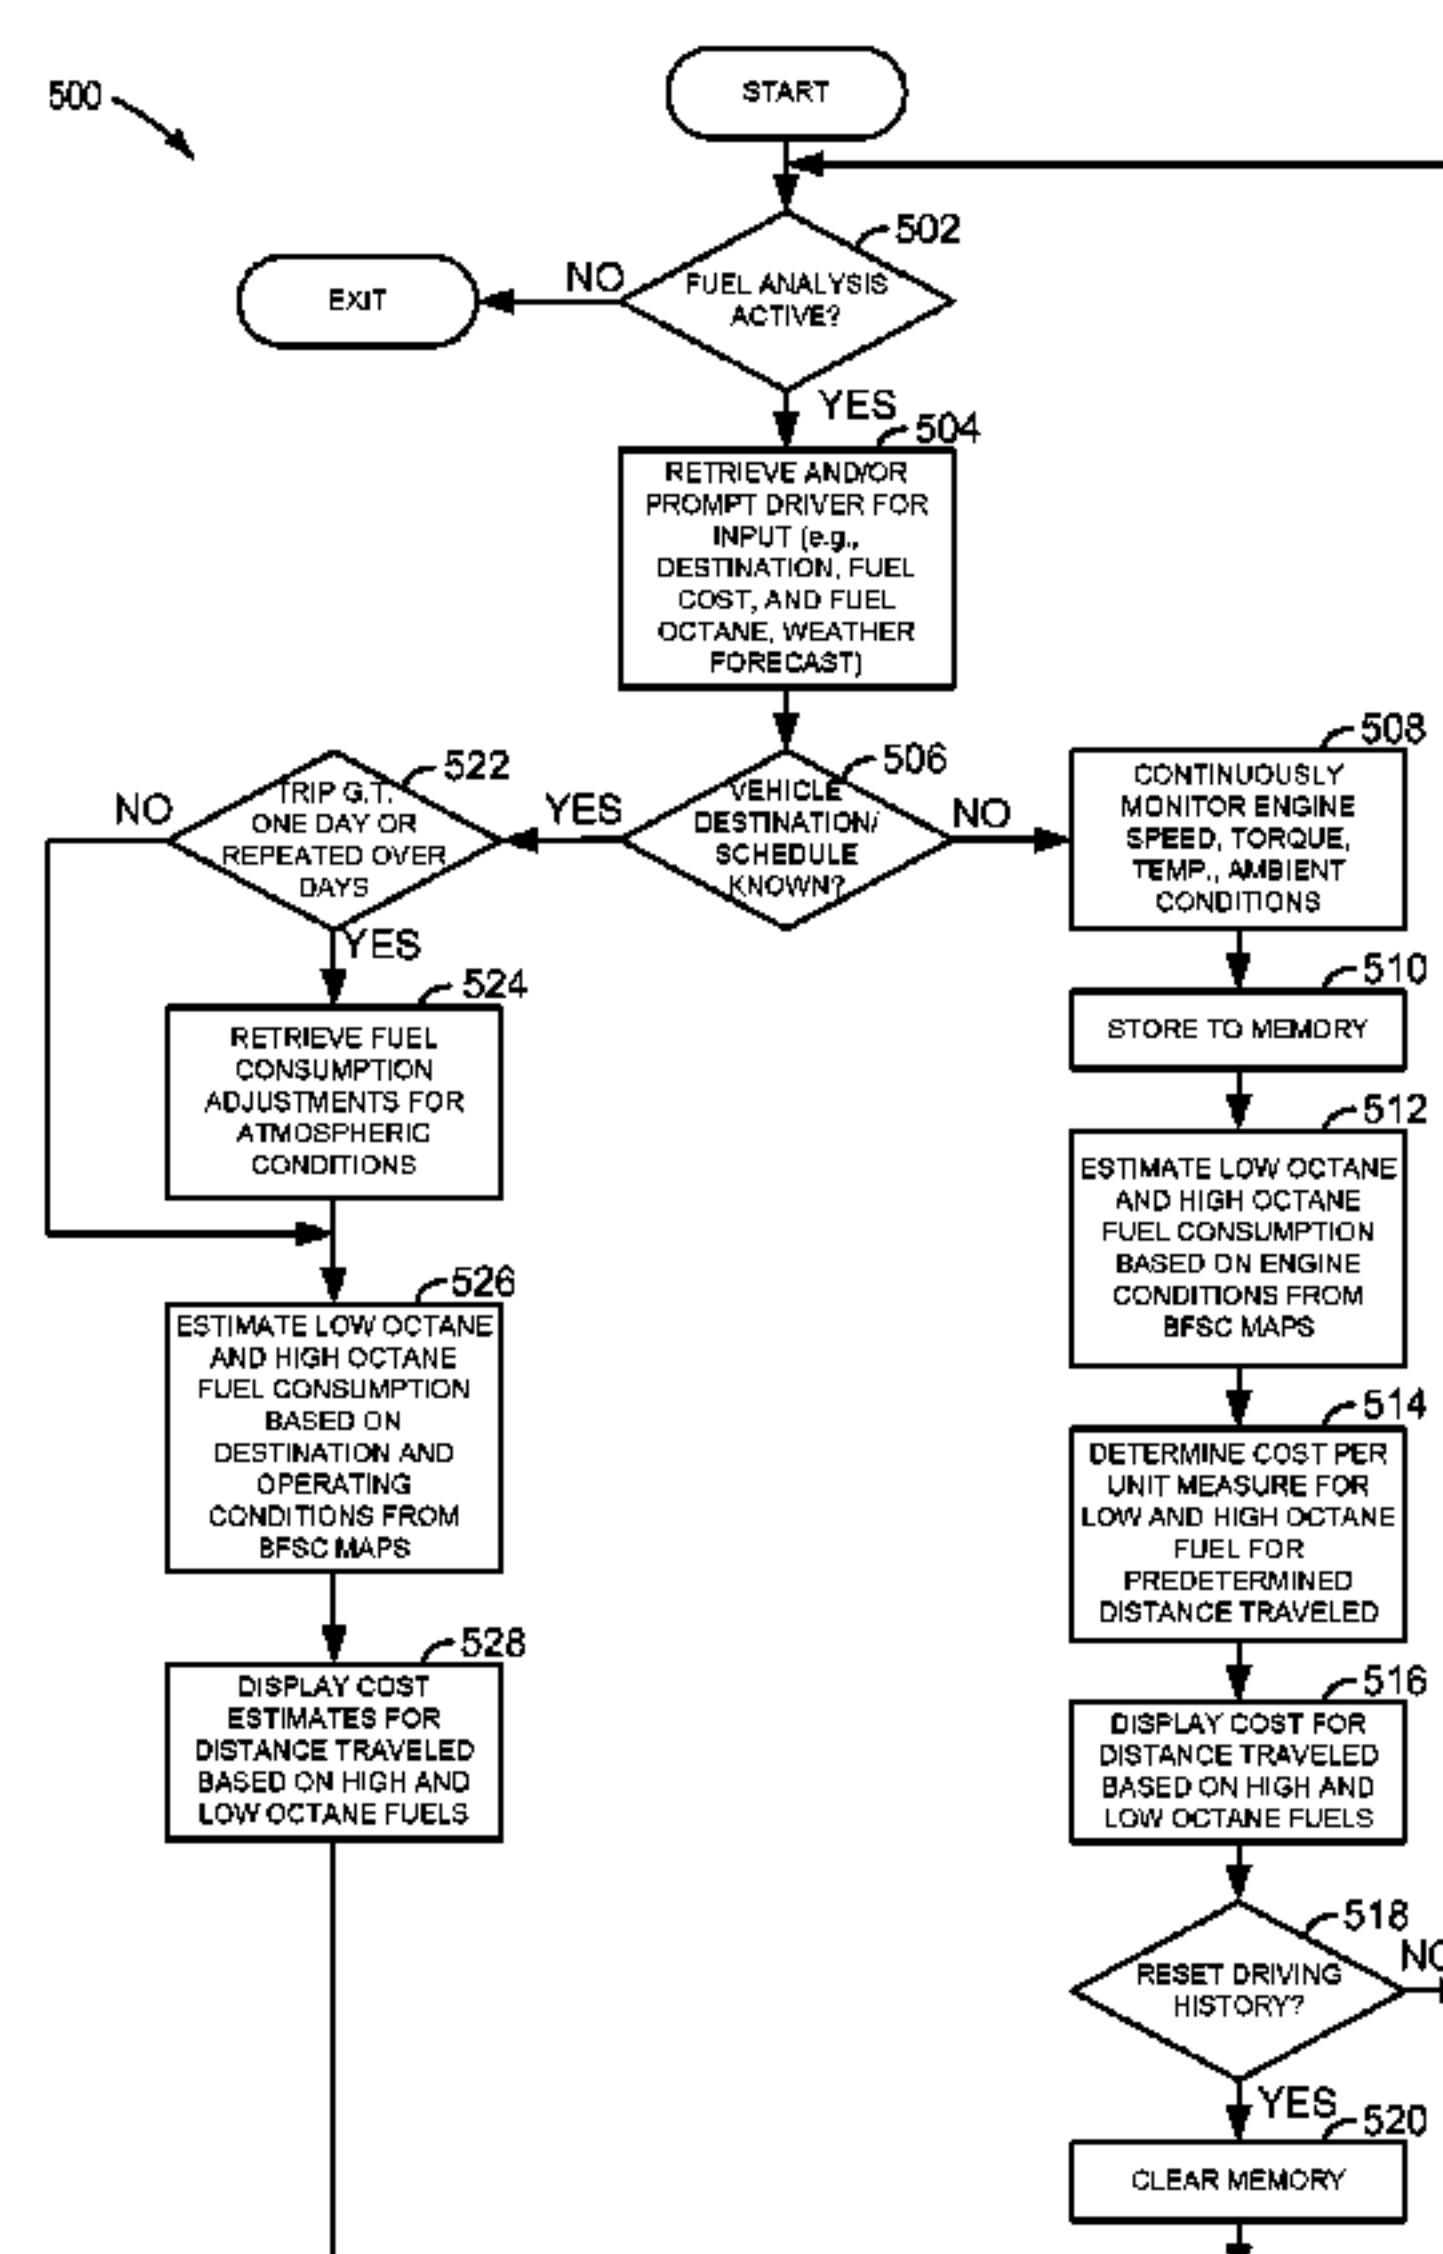 500
START
502
NO
FUEL ANALYSIS
ACTIVE?
EXIT
YES
504
RETRIEVE AND/OR
PROMPT DRIVER FOR
INPUT (e.g.,
DESTINATION, FUEL
COST, AND FUEL
OCTANE, WEATHER
FORECAST)
506
VEHICLE
DESTINATION/
SCHEDULE
KNOWN?
YES
NO
522
TRIP G.T.
ONE DAY OR
REPEATED OVER
DAYS
NO
YES
524
RETRIEVE FUEL
CONSUMPTION
ADJUSTMENTS FOR
ATMOSPHERIC
CONDITIONS
526
ESTIMATE LOW OCTANE
AND HIGH OCTANE
FUEL CONSUMPTION
BASED ON
DESTINATION AND
OPERATING
CONDITIONS FROM
BFSC MAPS
528
DISPLAY COST
ESTIMATES FOR
DISTANCE TRAVELED
BASED ON HIGH AND
LOW OCTANE FUELS
508
CONTINUOUSLY
MONITOR ENGINE
SPEED, TORQUE,
TEMP., AMBIENT
CONDITIONS
510
STORE TO MEMORY
512
ESTIMATE LOW OCTANE
AND HIGH OCTANE
FUEL CONSUMPTION
BASED ON ENGINE
CONDITIONS FROM
BFSC MAPS
514
DETERMINE COST PER
UNIT MEASURE FOR
LOW AND HIGH OCTANE
FUEL FOR
PREDETERMINED
DISTANCE TRAVELED
516
DISPLAY COST FOR
DISTANCE TRAVELED
BASED ON HIGH AND
LOW OCTANE FUELS
518
NO
RESET DRIVING
HISTORY?
YES
520
CLEAR MEMORY